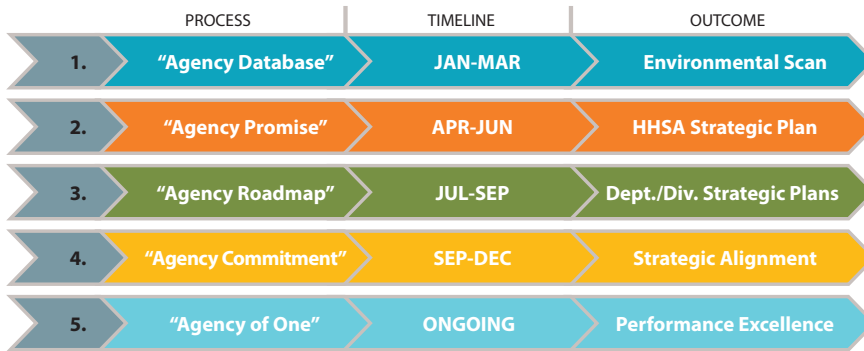 PROCESS TIMELINE OUTCOME
1. “Agency Database” JAN-MAR Environmental Scan
2. “Agency Promise” APR-JUN HHSA Strategic Plan
3. “Agency Roadmap” JUL-SEP Dept./Div. Strategic Plans
4. “Agency Commitment” SEP-DEC Strategic Alignment
5. “Agency of One” ONGOING Performance Excellence